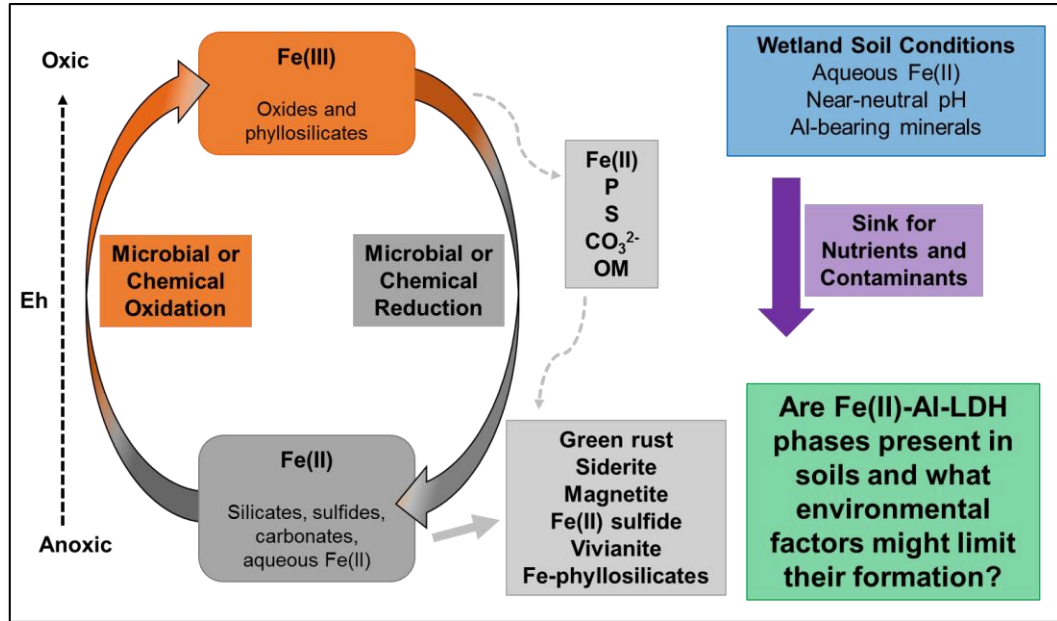 Oxic
Eh
Anoxic
Fe(III)
Oxides and
phyllosilicates
Microbial or
Chemical
Oxidation
Microbial or
Chemical
Reduction
Fe(II)
Silicates, sulfides,
carbonates,
aqueous Fe(II)
Fe(II)
P
S
CO₃²⁻
OM
Green rust
Siderite
Magnetite
Fe(II) sulfide
Vivianite
Fe-phyllosilicates
Wetland Soil Conditions
Aqueous Fe(II)
Near-neutral pH
Al-bearing minerals
Sink for
Nutrients and
Contaminants
Are Fe(II)-Al-LDH
phases present in
soils and what
environmental
factors might limit
their formation?